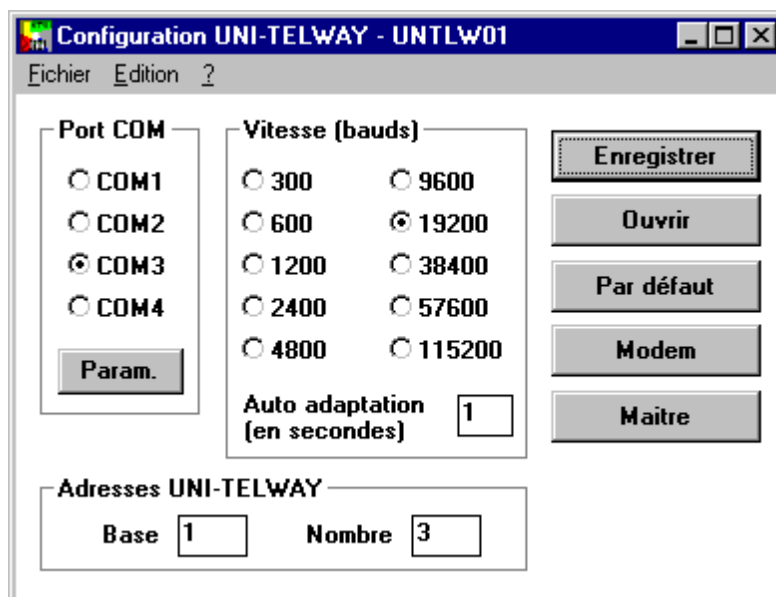 Configuration UNI-TELWAY - UNTLW01
Fichier Edition ?
Port COM
COM1
COM2
COM3
COM4
Param.
Vitesse (bauds)
300 9600
600 19200
1200 38400
2400 57600
4800 115200
Auto adaptation
(en secondes) 1
Enregistrer
Ouvrir
Par défaut
Modem
Maitre
Adresses UNI-TELWAY
Base 1 Nombre 3